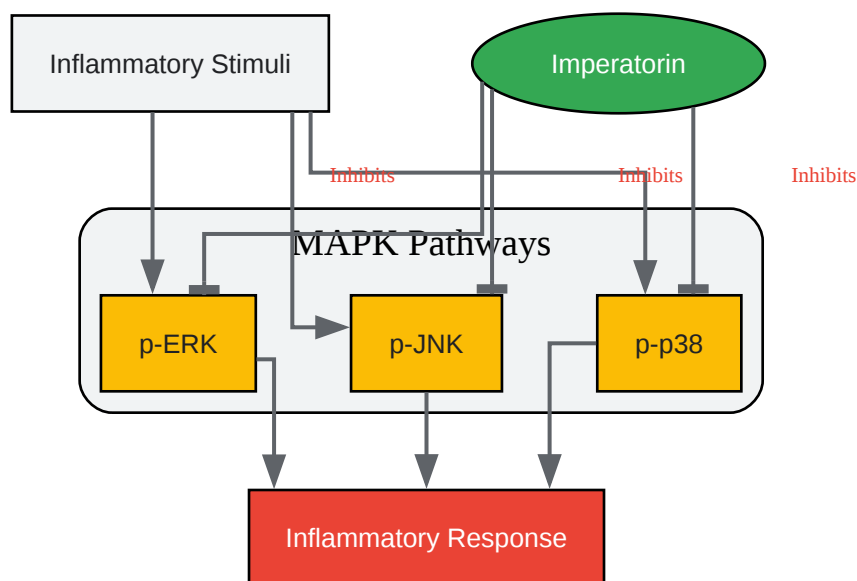 Inflammatory Stimuli
Imperatorin
Inhibits
Inhibits
Inhibits
MAPK Pathways
p-ERK
p-JNK
p-p38
Inflammatory Response